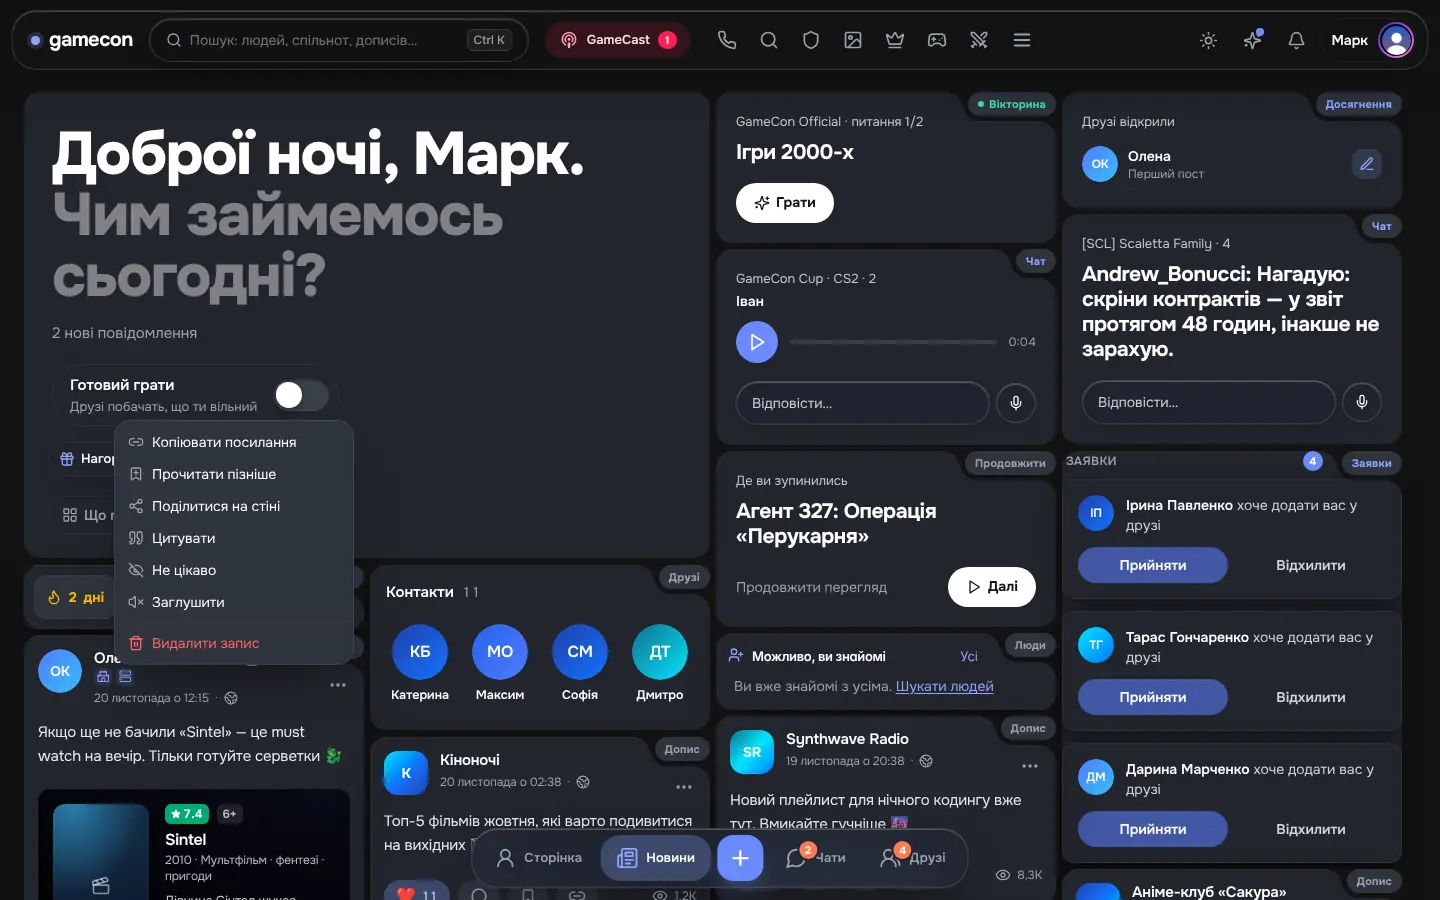 gamecon
Пошук: людей, спільнот, дописів...
Ctrl K
GameCast
1
Марк
Доброї ночі, Марк.
Чим займемось
сьогодні?
2 нові повідомлення
Готовий грати
Друзі побачать, що ти вільний
Копіювати посилання
Прочитати пізніше
Поділитися на стіні
Цитувати
Не цікаво
Заглушити
Видалити запис
2 дні
ОК
20 листопада о 12:15 ·
Якщо ще не бачили «Sintel» — це must
watch на вечір. Тільки готуйте серветки 🐉
7.4
6+
Sintel
2010 · Мультфільм · фентезі ·
пригоди
Друзі
Контакти 11
КБ
МО
СМ
ДТ
Катерина
Максим
Софія
Дмитро
Допис
К
Кіноночі
20 листопада о 02:38 ·
Топ-5 фільмів жовтня, які варто подивитися
на вихідних
11
1.2K
Вікторина
GameCon Official · питання 1/2
Ігри 2000-х
Грати
Чат
GameCon Cup · CS2 · 2
Іван
0:04
Відповісти...
Продовжити
Де ви зупинились
Агент 327: Операція
«Перукарня»
Продовжити перегляд
Далі
Люди
Можливо, ви знайомі
Усі
Ви вже знайомі з усіма. Шукати людей
Допис
SR
Synthwave Radio
19 листопада о 20:38 ·
Новий плейлист для нічного кодингу вже
тут. Вмикайте гучніше 🌆
8,3K
Досягнення
Друзі відкрили
ОК
Олена
Перший пост
Чат
[SCL] Scaletta Family · 4
Andrew_Bonucci: Нагадую:
скріни контрактів — у звіт
протягом 48 годин, інакше не
зарахую.
Відповісти...
ЗАЯВКИ
4
Заявки
ІП
Ірина Павленко хоче додати вас у
друзі
Прийняти
Відхилити
ТГ
Тарас Гончаренко хоче додати вас у
друзі
Прийняти
Відхилити
ДМ
Дарина Марченко хоче додати вас у
друзі
Прийняти
Відхилити
Допис
Аніме-клуб «Сакура»
Сторінка
Новини
2
Чати
4
Друзі